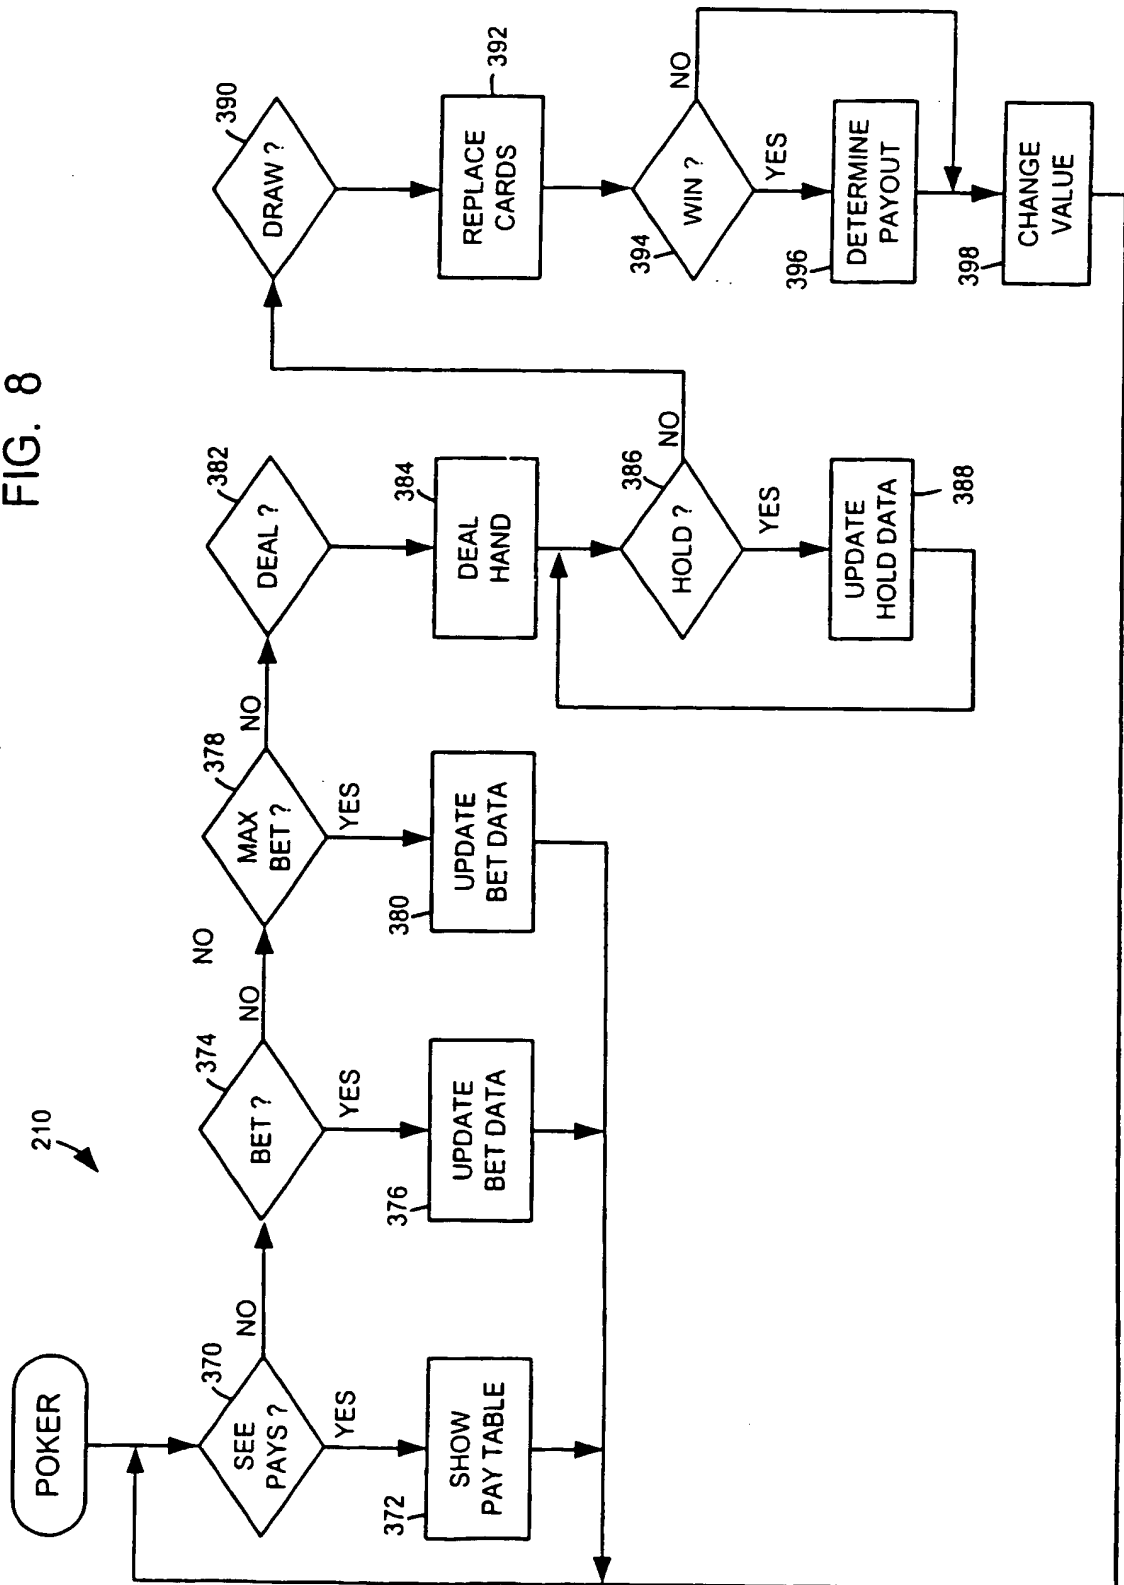 FIG. 8
210
POKER
370
SEE
PAYS ?
NO
YES
372
SHOW
PAY TABLE
374
BET ?
NO
YES
376
UPDATE
BET DATA
NO
378
MAX
BET ?
NO
YES
380
UPDATE
BET DATA
382
DEAL ?
384
DEAL
HAND
386
HOLD ?
NO
YES
388
UPDATE
HOLD DATA
390
DRAW ?
392
REPLACE
CARDS
394
WIN ?
NO
YES
396
DETERMINE
PAYOUT
398
CHANGE
VALUE